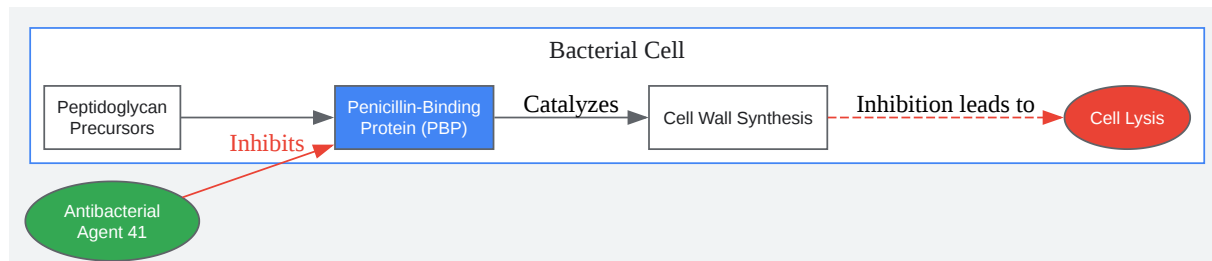 Bacterial Cell
Peptidoglycan
Precursors
Penicillin-Binding
Protein (PBP)
Catalyzes
Cell Wall Synthesis
Inhibition leads to
Cell Lysis
Inhibits
Antibacterial
Agent 41